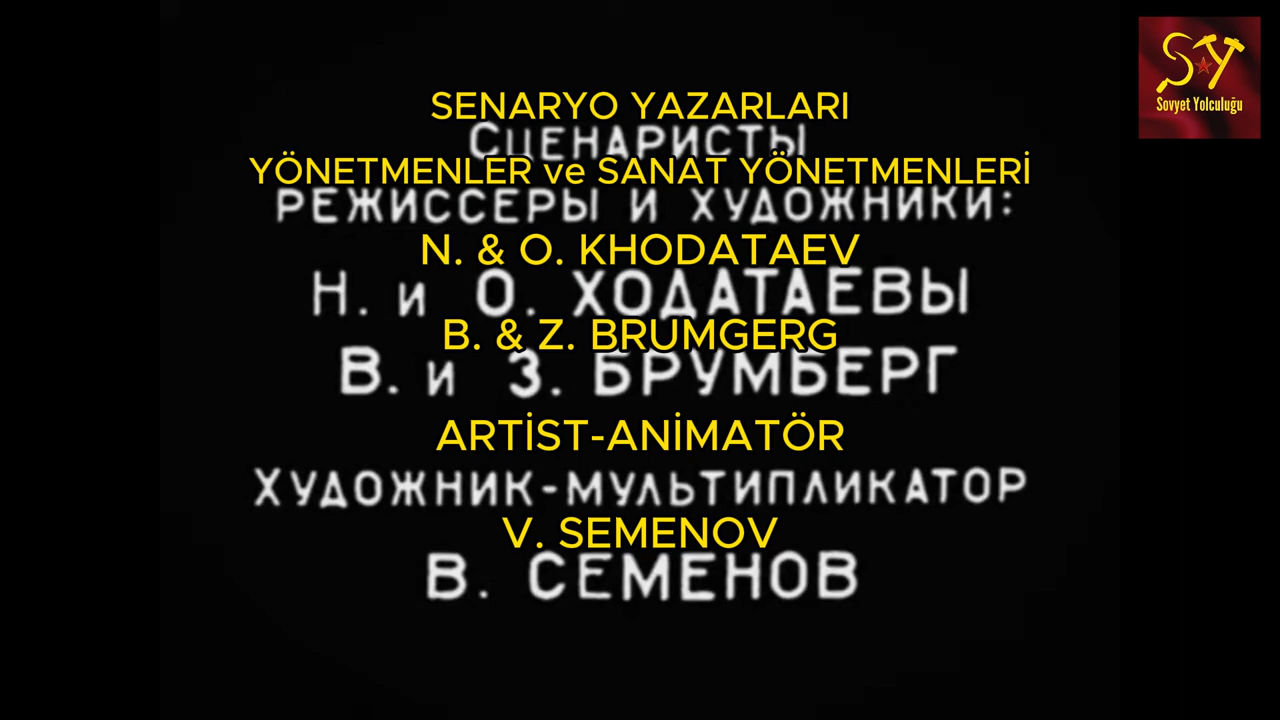 SY
Sovyet Yolculuğu
SENARYO YAZARLARI
СЦЕНАРИСТЫ
YÖNETMENLER ve SANAT YÖNETMENLERİ
РЕЖИССЕРЫ И ХУДОЖНИКИ:
N. & O. KHODATAEV
Н. и О. ХОДАТАЕВЫ
B. & Z. BRUMGERG
В. и З. БРУМБЕРГ
ARTİST-ANİMATÖR
ХУДОЖНИК-МУЛЬТИПЛИКАТОР
V. SEMENOV
В. СЕМЕНОВ